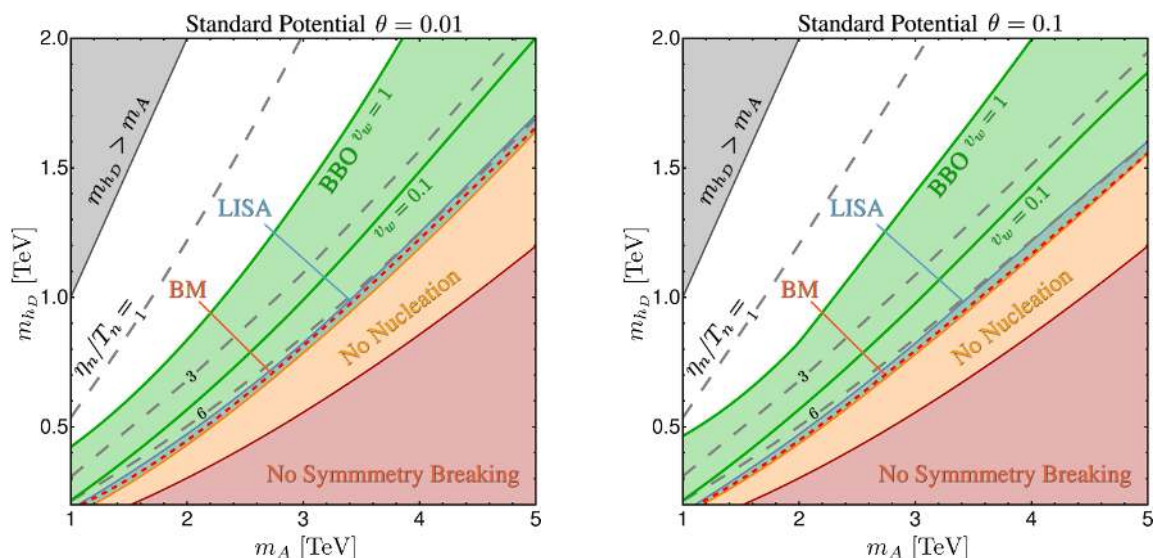 Standard Potential θ = 0.01
2.0
1.5
1.0
0.5
m_{h_D} [TeV]
m_{h_D} > m_A
η_n/T_n =
1
3
6
BBO v_w = 1
v_w = 0.1
LISA
BM
No Nucleation
No Symmmetry Breaking
1 2 3 4 5
m_A [TeV]
Standard Potential θ = 0.1
2.0
1.5
1.0
0.5
m_{h_D} [TeV]
m_{h_D} > m_A
η_n/T_n =
1
3
6
BBO v_w = 1
v_w = 0.1
LISA
BM
No Nucleation
No Symmmetry Breaking
1 2 3 4 5
m_A [TeV]